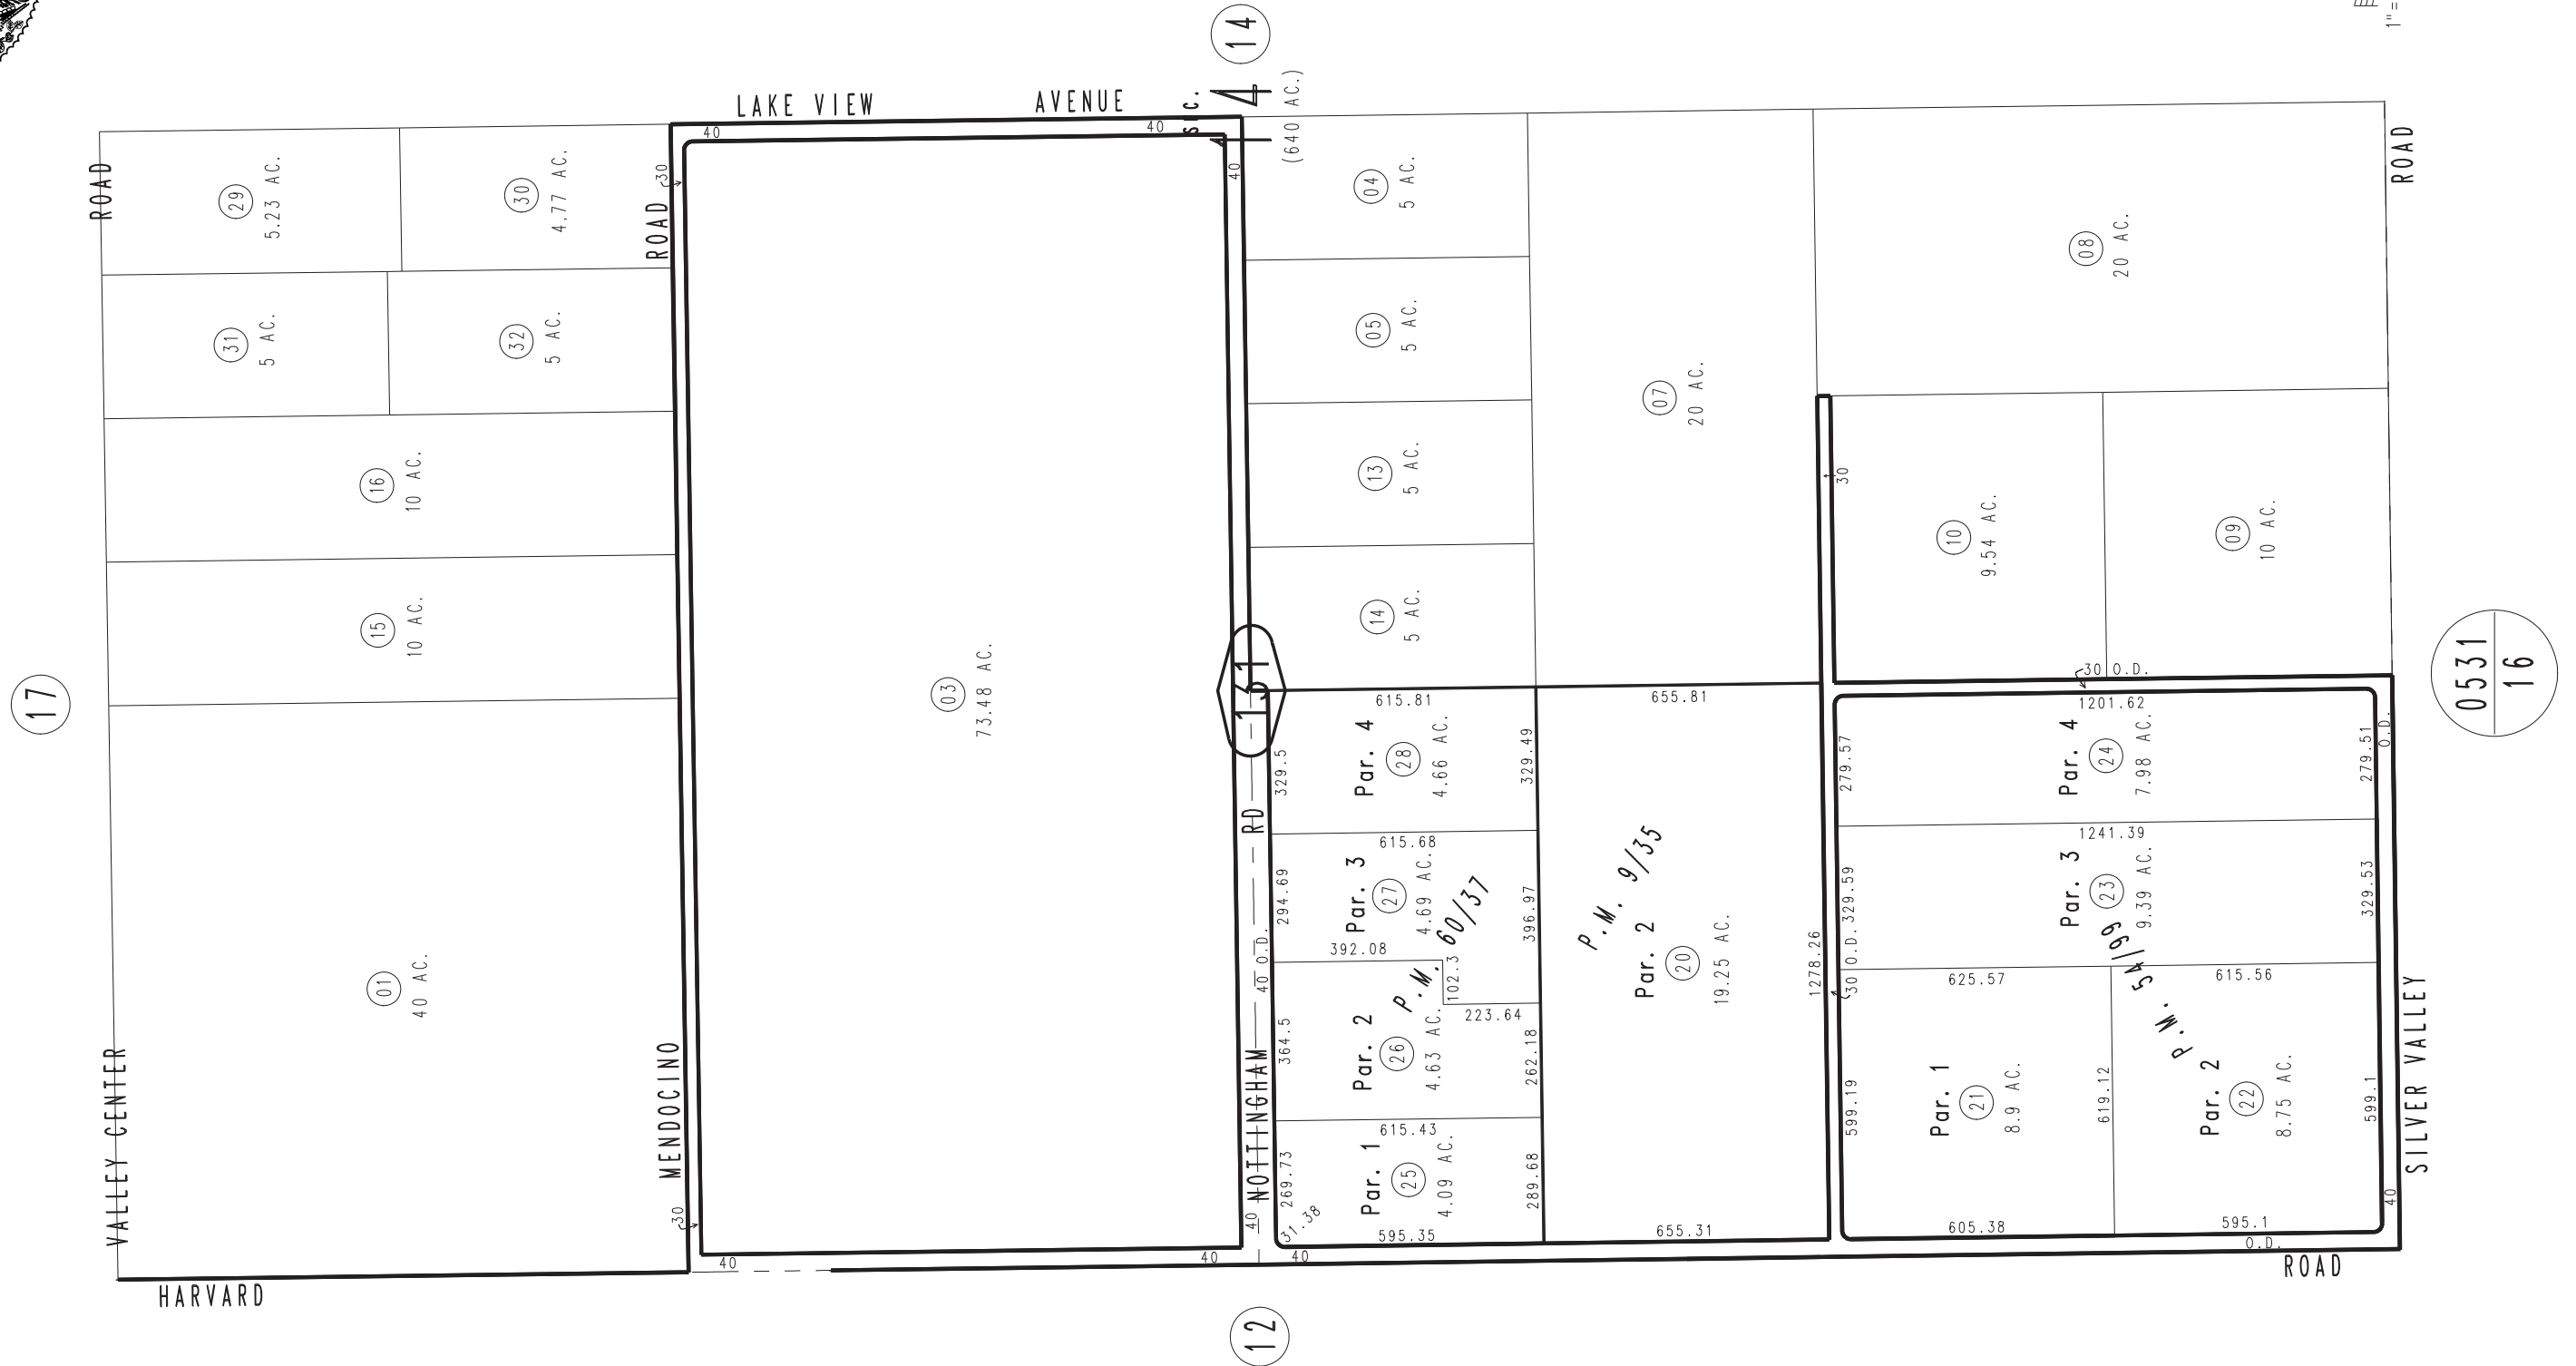 14
LAKE VIEW AVENUE
SEC.
4
(640 AC.)
1"=
ROAD
29
5.23 AC.
30
4.77 AC.
ROAD
30
40
40
40
04
5 AC.
08
20 AC.
ROAD
31
5 AC.
32
5 AC.
05
5 AC.
07
20 AC.
16
10 AC.
13
5 AC.
30
10
9.54 AC.
09
10 AC.
15
10 AC.
14
5 AC.
17
03
73.48 AC.
151
0531
16
30 O.D.
615.81
655.81
1201.62
329.5
Par. 4
28
4.66 AC.
329.49
279.57
Par. 4
24
7.98 AC.
279.51
O.D.
RD
615.68
1241.39
294.69
Par. 3
27
4.69 AC.
396.97
P.M. 60/37
P.M. 9/35
329.59
Par. 3
23
9.39 AC.
329.53
40 O.D.
392.08
102.3
223.64
Par. 2
20
19.25 AC.
1278.26
30 O.D.
625.57
615.56
P.M. 54/99
01
40 AC.
364.5
Par. 2
26
4.63 AC.
262.18
Par. 1
21
8.9 AC.
599.19
619.12
Par. 2
22
8.75 AC.
599.1
SILVER VALLEY
VALLEY CENTER
MENDOCINO
NOTTINGHAM
615.43
269.73
Par. 1
25
4.09 AC.
289.68
31.38
30
40
40
595.35
655.31
605.38
595.1
O.D.
40
40
40
HARVARD
ROAD
12